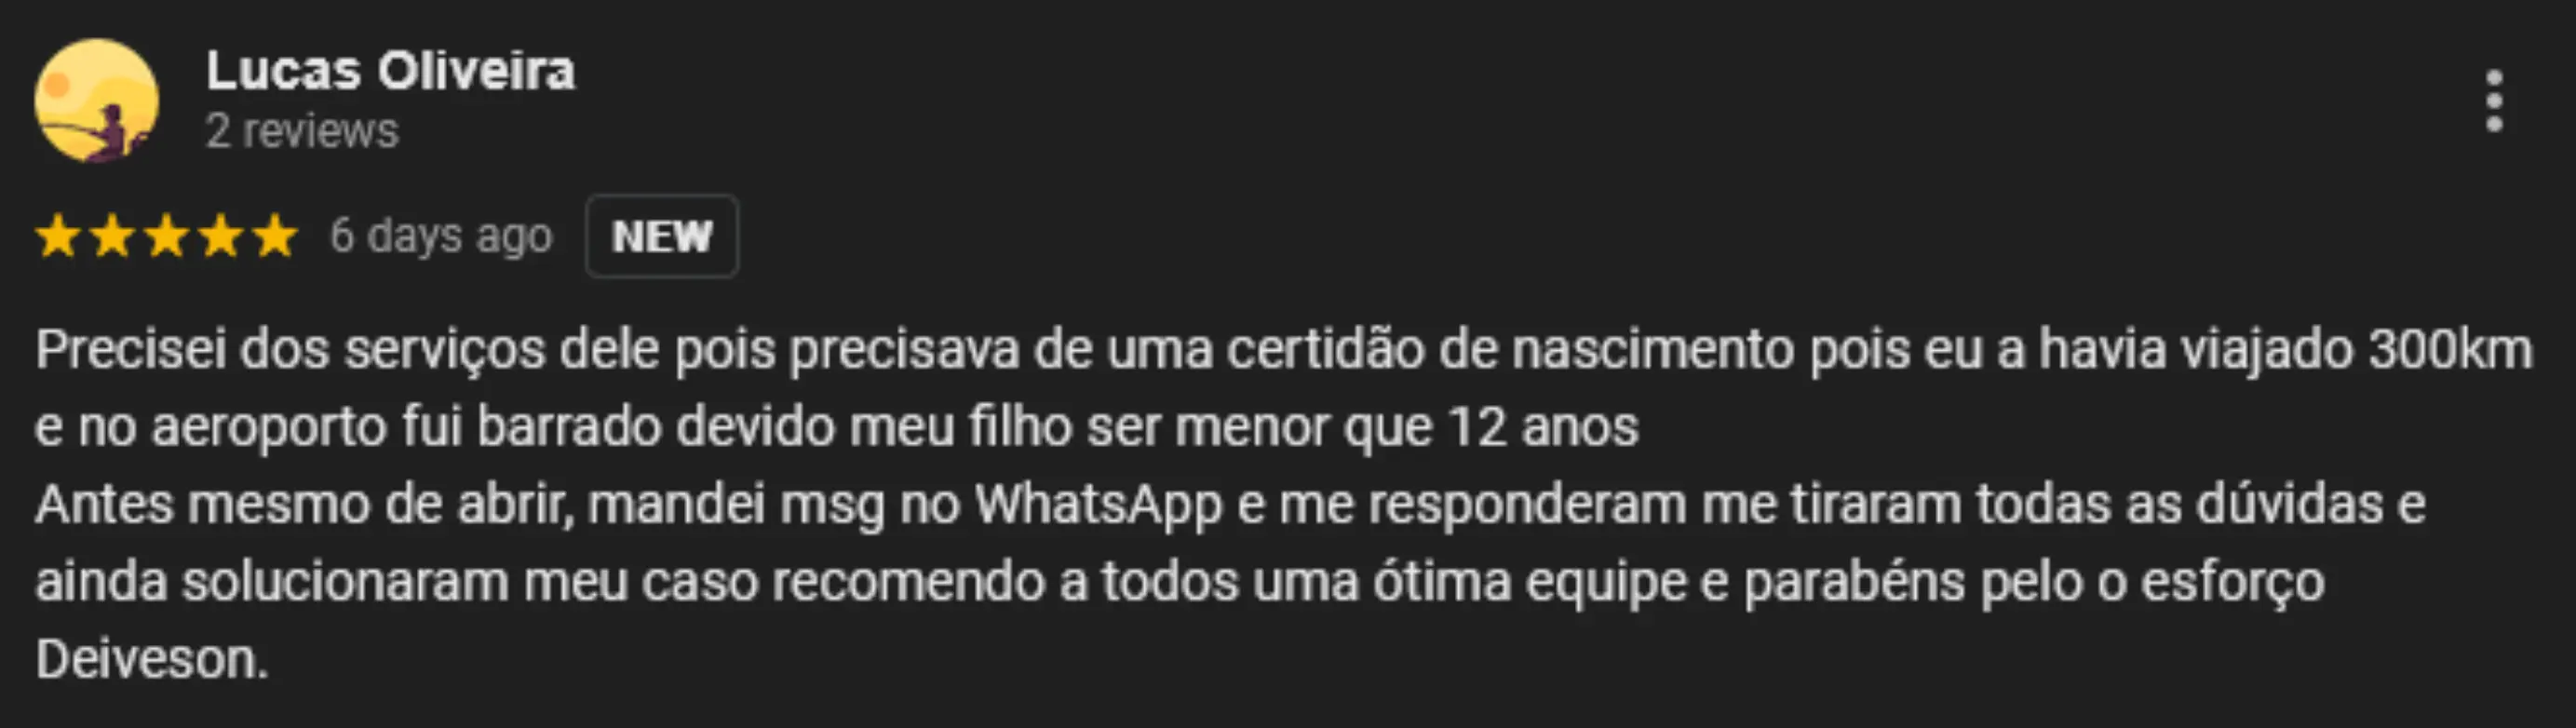 Lucas Oliveira
2 reviews
6 days ago NEW
Precisei dos serviços dele pois precisava de uma certidão de nascimento pois eu a havia viajado 300km
e no aeroporto fui barrado devido meu filho ser menor que 12 anos
Antes mesmo de abrir, mandei msg no WhatsApp e me responderam me tiraram todas as dúvidas e
ainda solucionaram meu caso recomendo a todos uma ótima equipe e parabéns pelo o esforço
Deiveson.